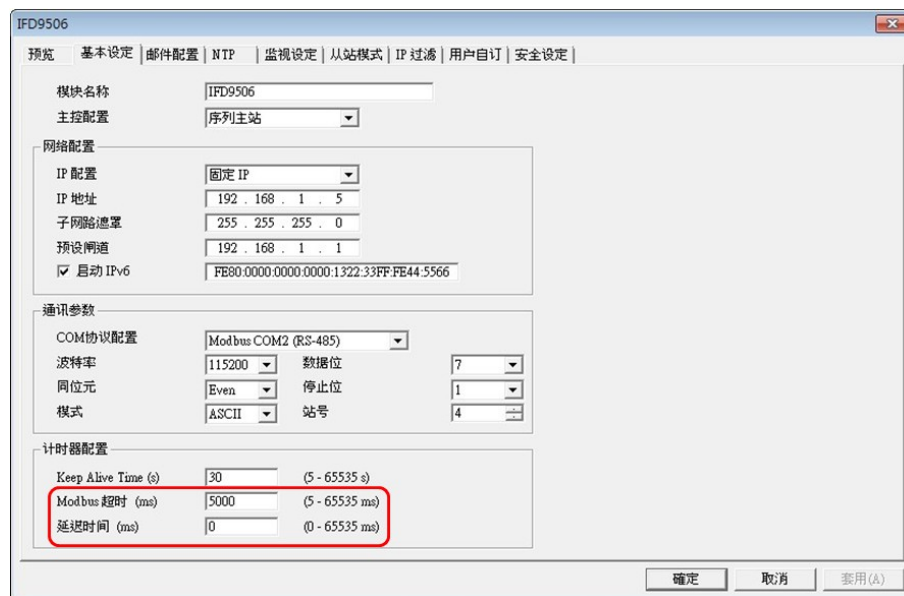 IFD9506
预览 基本设定 邮件配置 NTP 监视设定 从站模式 IP 过滤 用户自订 安全设定
模块名称 IFD9506
主控配置 序列主站
网络配置
IP 配置 固定 IP
IP 地址 192 . 168 . 1 . 5
子网路遮罩 255 . 255 . 255 . 0
预设闸道 192 . 168 . 1 . 1
启动 IPv6 FE80:0000:0000:0000:1322:33FF:FE44:5566
通讯参数
COM协议配置 Modbus COM2 (RS-485)
波特率 115200 数据位 7
同位元 Even 停止位 1
模式 ASCII 站号 4
计时器配置
Keep Alive Time (s) 30 (5 - 65535 s)
Modbus 超时 (ms) 5000 (5 - 65535 ms)
延迟时间 (ms) 0 (0 - 65535 ms)
確定 取消 套用(A)